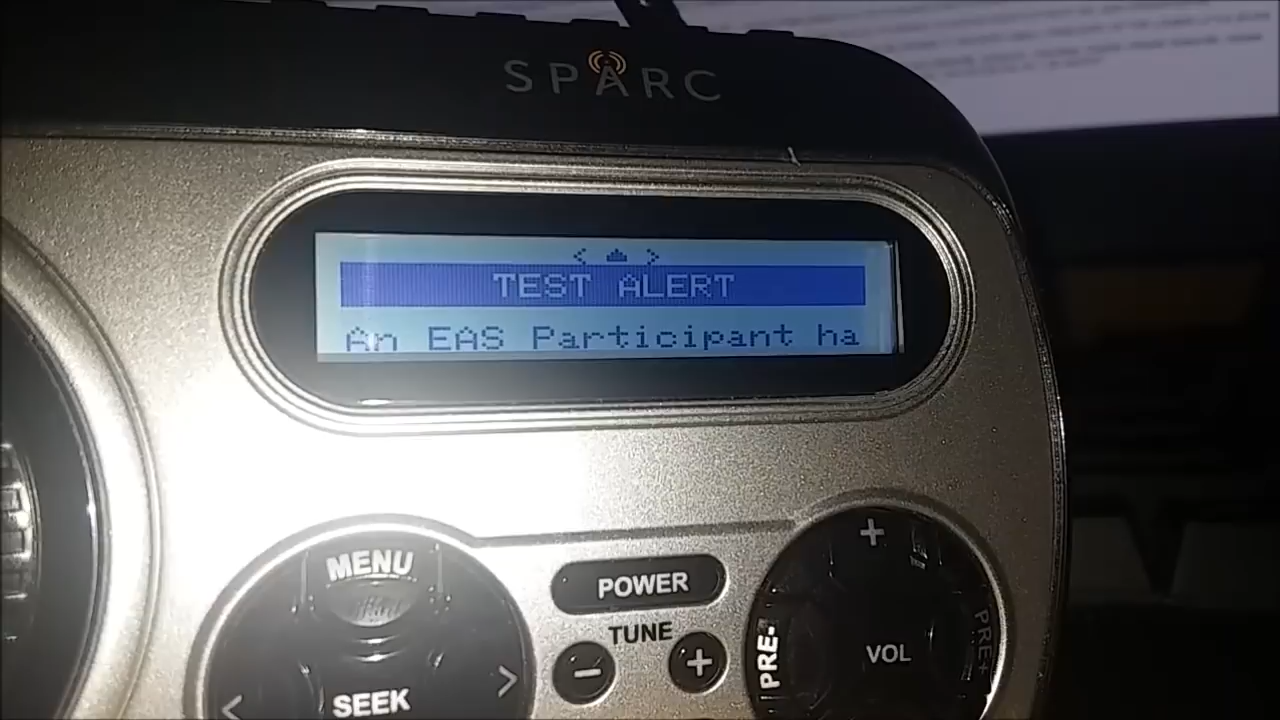 SPARC
< >
TEST ALERT
An EAS Participant ha
MENU
POWER
+
TUNE
- +
PRE-
VOL
PRE+
< SEEK >